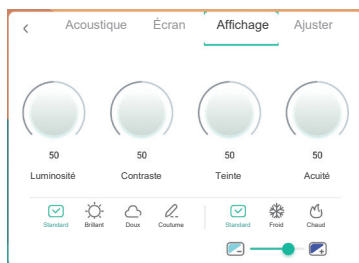 Acoustique Écran Affichage Ajuster
50 50 50 50
Luminosité Contraste Teinte Acuité
Standard Brillant Doux Coutume Standard Froid Chaud